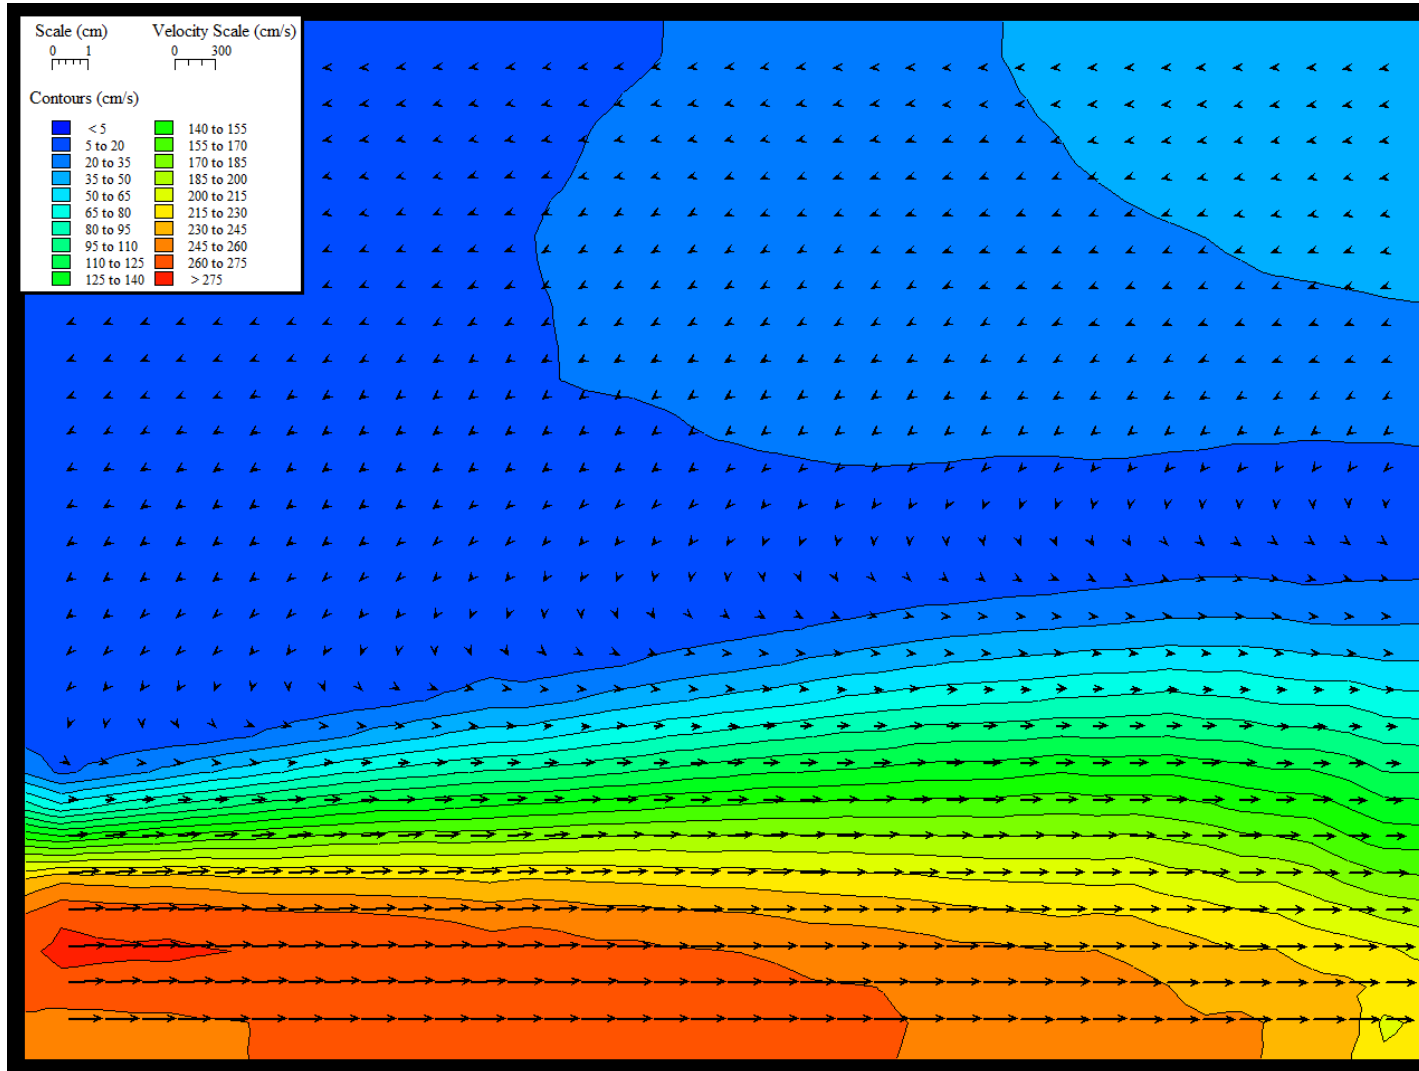 Scale (cm) Velocity Scale (cm/s)
0 1 0 300
Contours (cm/s)
< 5 140 to 155
5 to 20 155 to 170
20 to 35 170 to 185
35 to 50 185 to 200
50 to 65 200 to 215
65 to 80 215 to 230
80 to 95 230 to 245
95 to 110 245 to 260
110 to 125 260 to 275
125 to 140 > 275